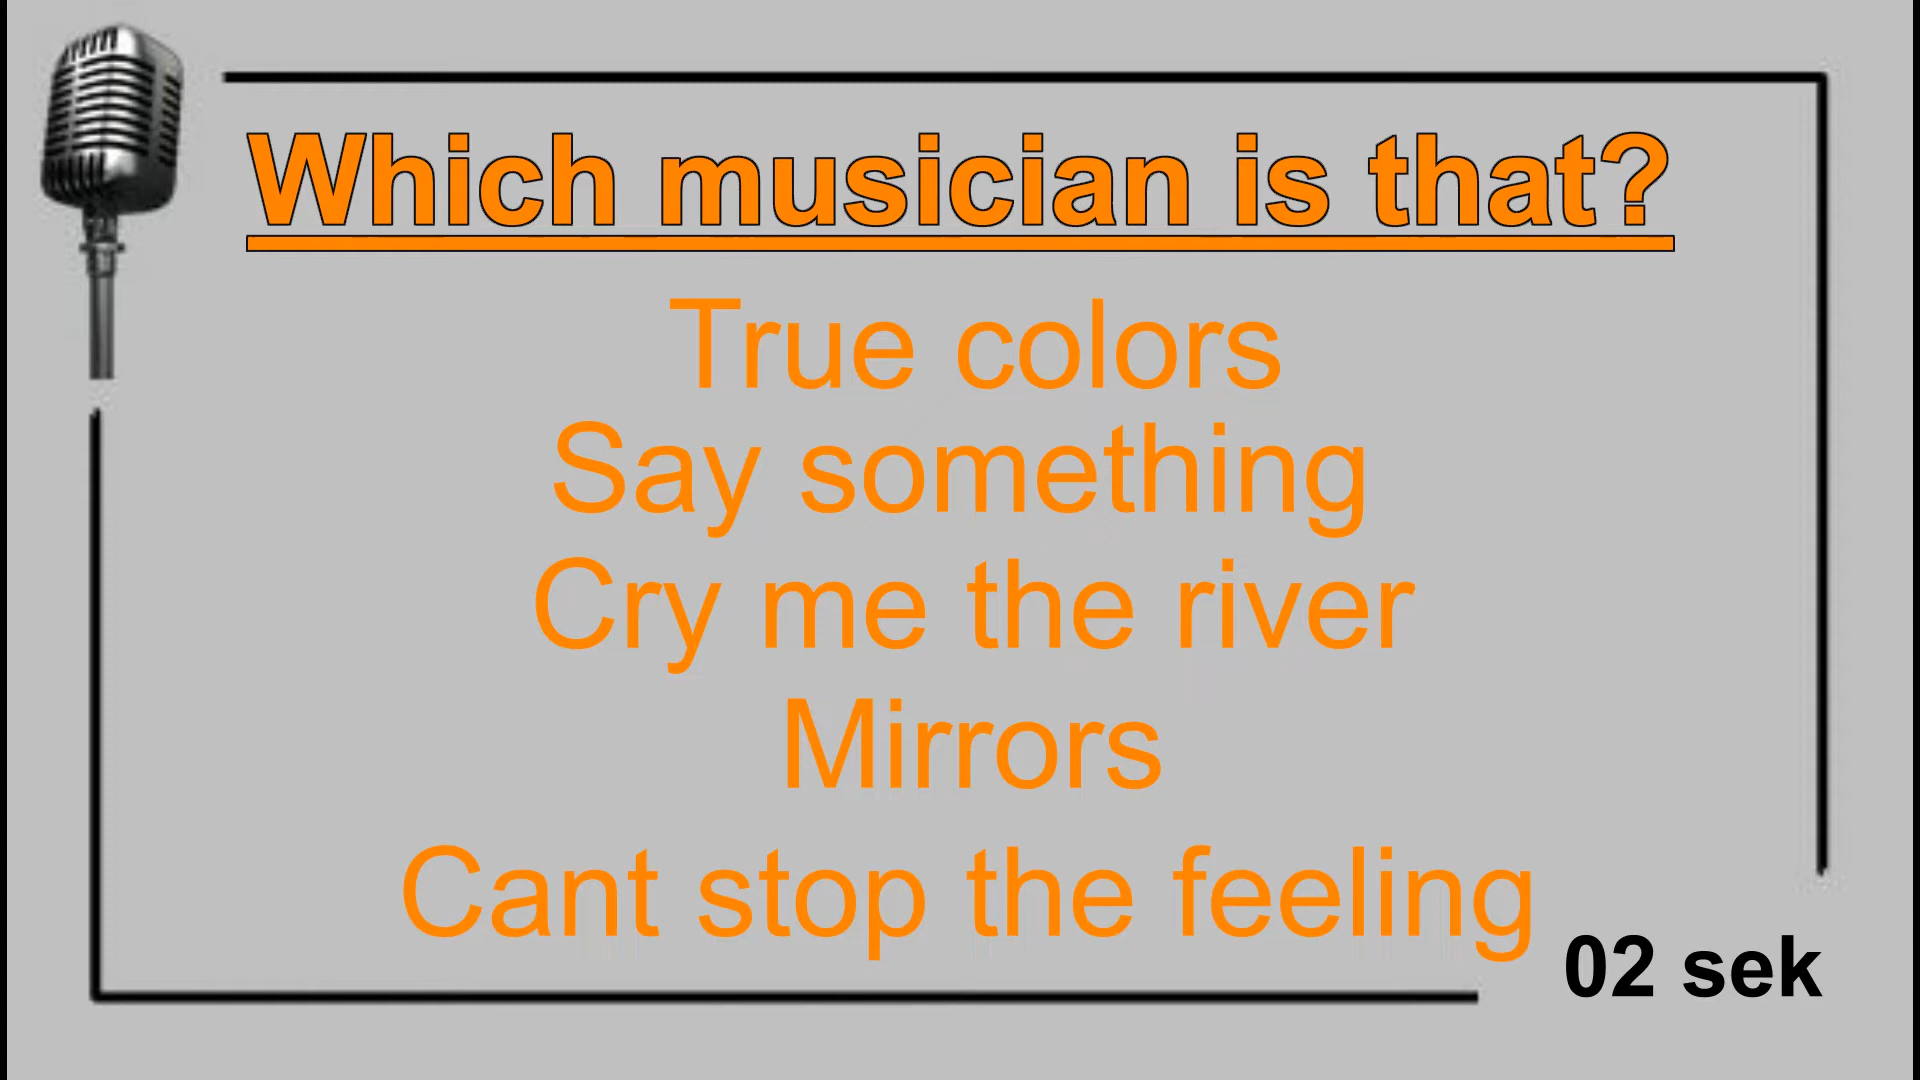 Which musician is that?
True colors
Say something
Cry me the river
Mirrors
Cant stop the feeling
02 sek